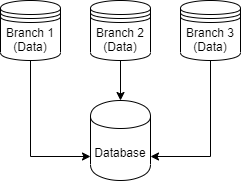 Branch 1
(Data)
Branch 2
(Data)
Branch 3
(Data)
Database